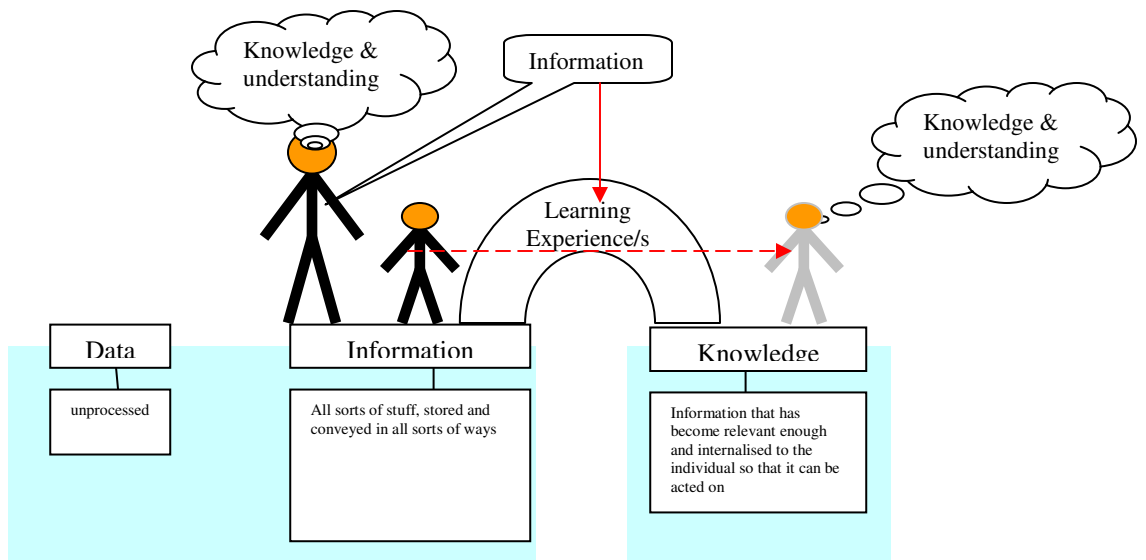 Knowledge &
understanding
Information
Knowledge &
understanding
Learning
Experience/s
Data
Information
Knowledge
unprocessed
All sorts of stuff, stored and
conveyed in all sorts of ways
Information that has
become relevant enough
and internalised to the
individual so that it can be
acted on